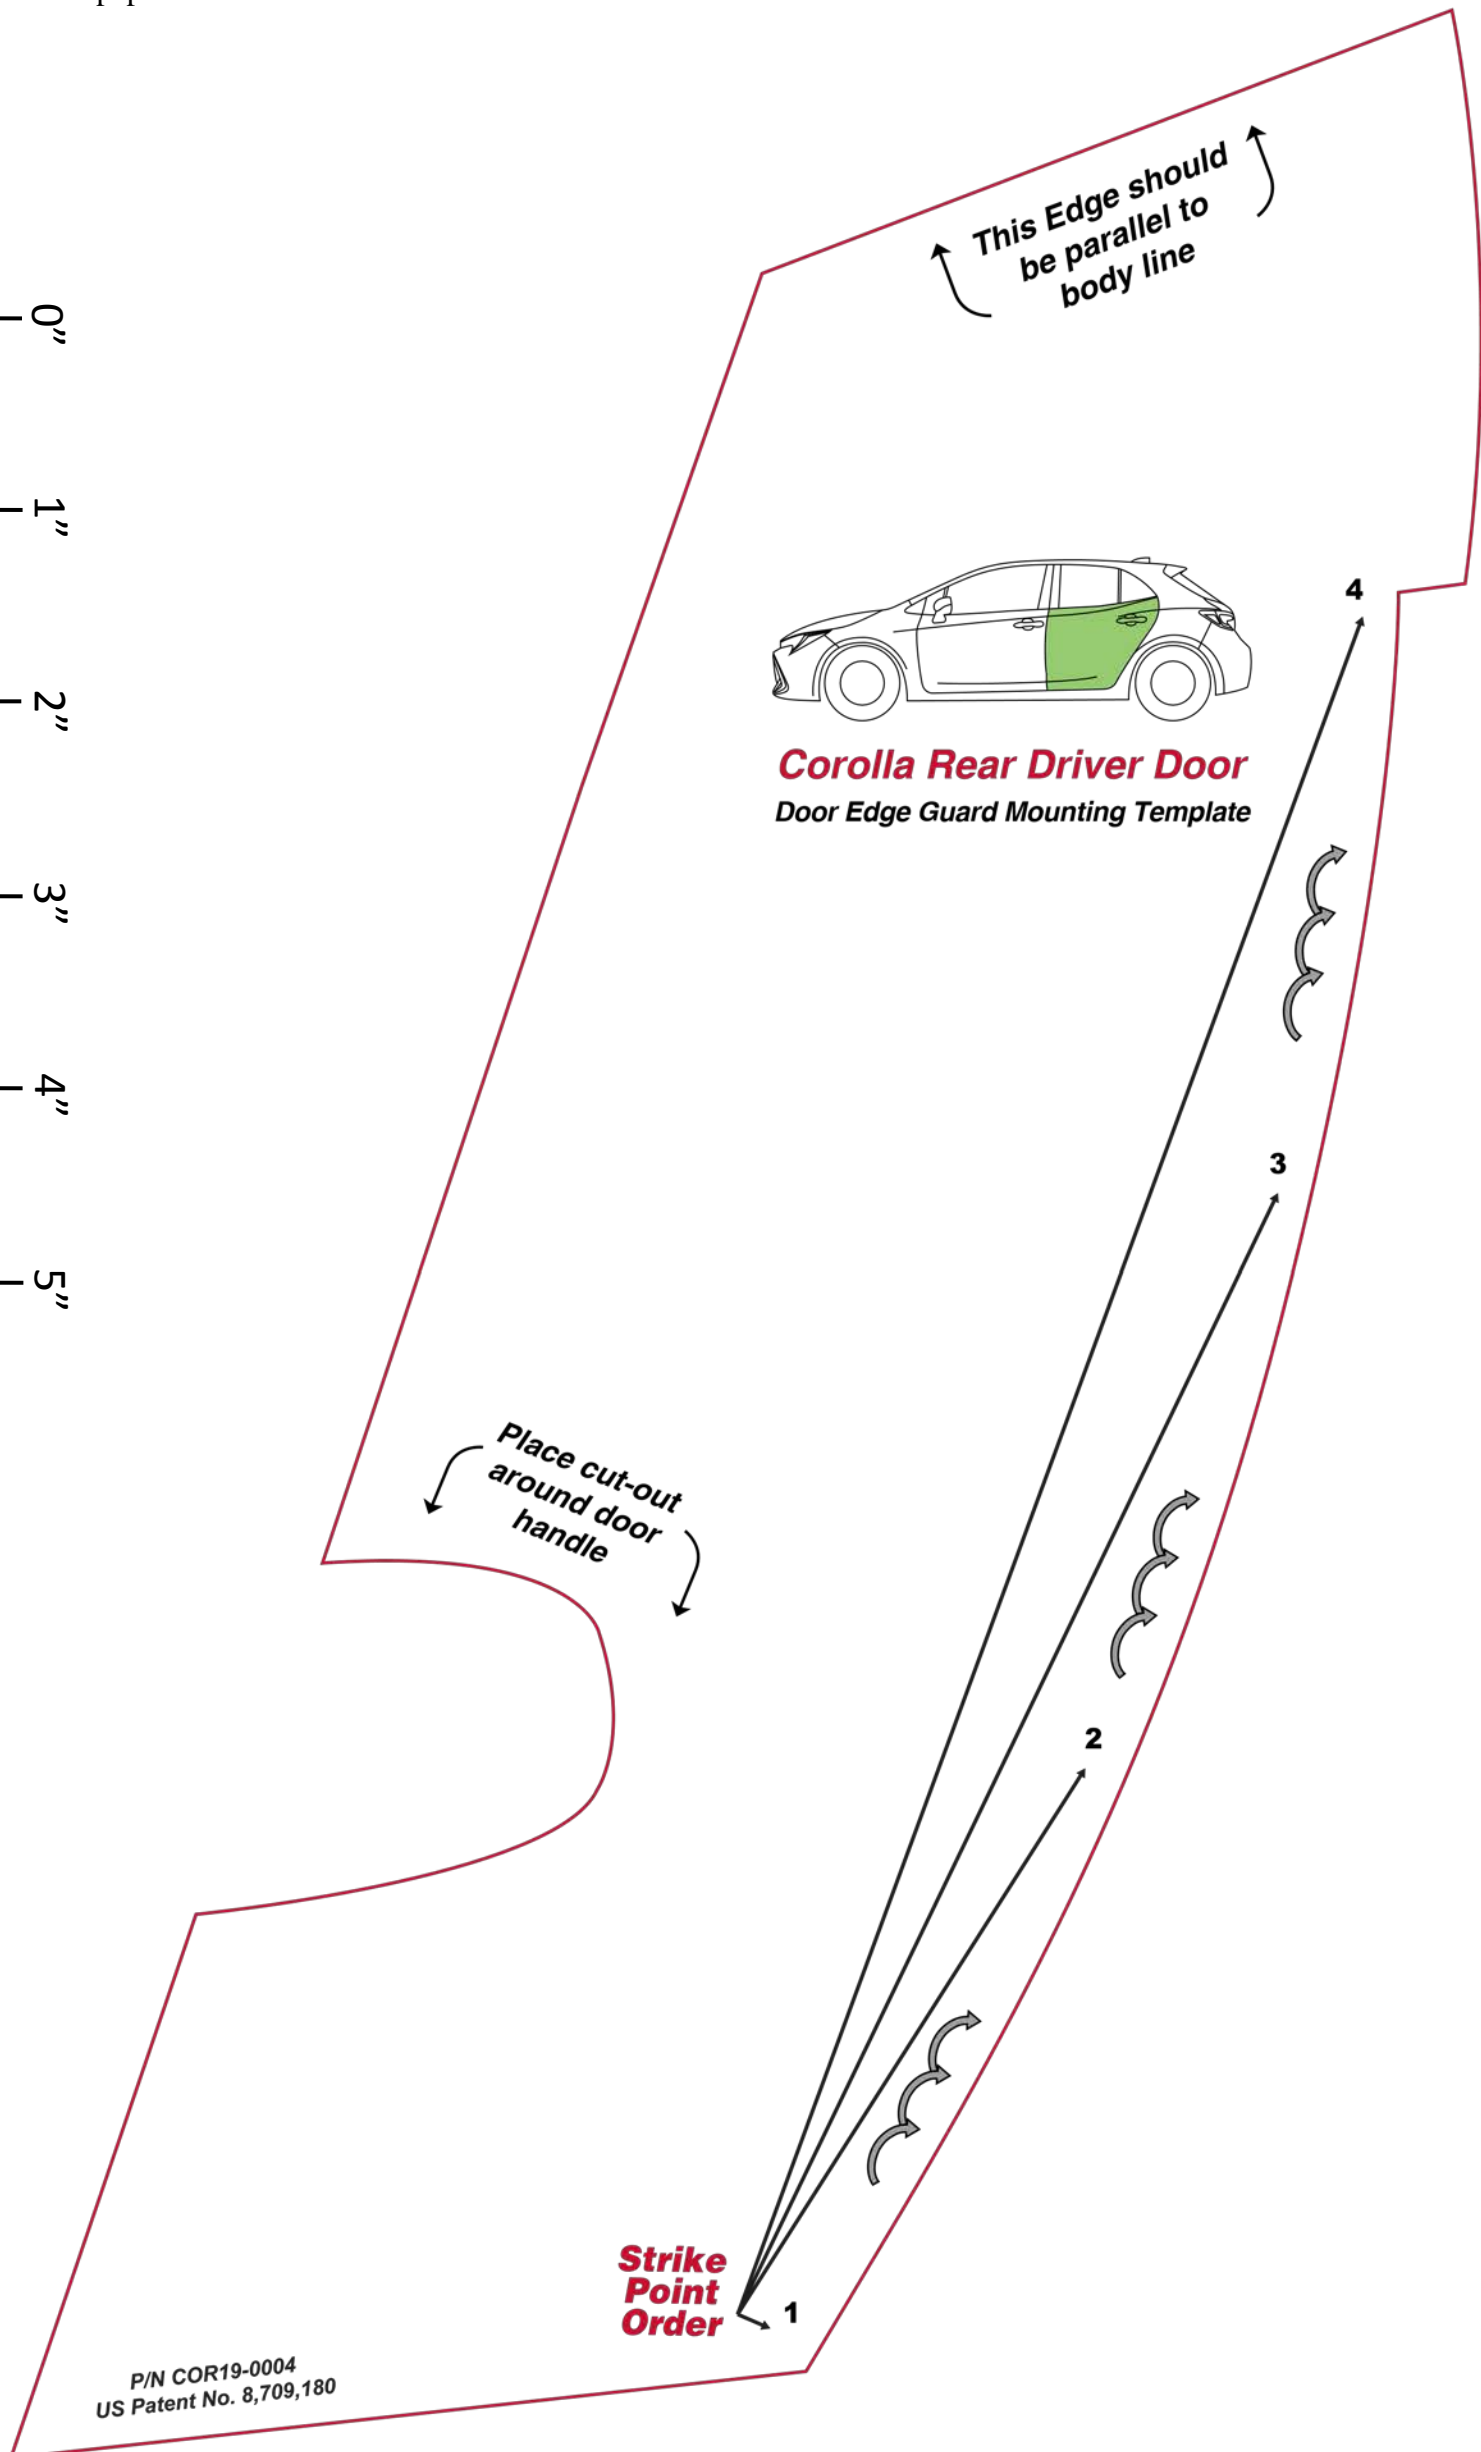 This Edge should
be parallel to
body line
0”
1”
2”
3”
4”
5”
4
Corolla Rear Driver Door
Door Edge Guard Mounting Template
3
Place cut-out
around door
handle
2
Strike
Point
Order
1
P/N COR19-0004
US Patent No. 8,709,180